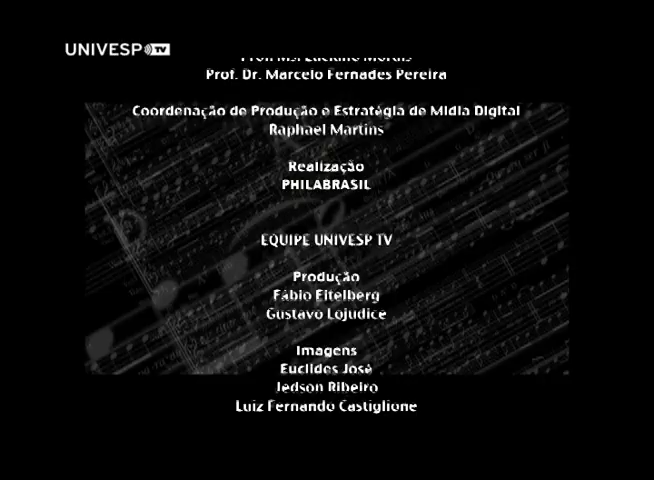 UNIVESP TV
Prof. Dr. Marcelo Fernades Pereira
Coordenação de Produção e Estratégia de Mídia Digital
Raphael Martins
Realização
PHILABRASIL
EQUIPE UNIVESP TV
Produção
Fábio Eitelberg
Gustavo Lojudice
Imagens
Euclides José
Jedson Ribeiro
Luiz Fernando Castiglione